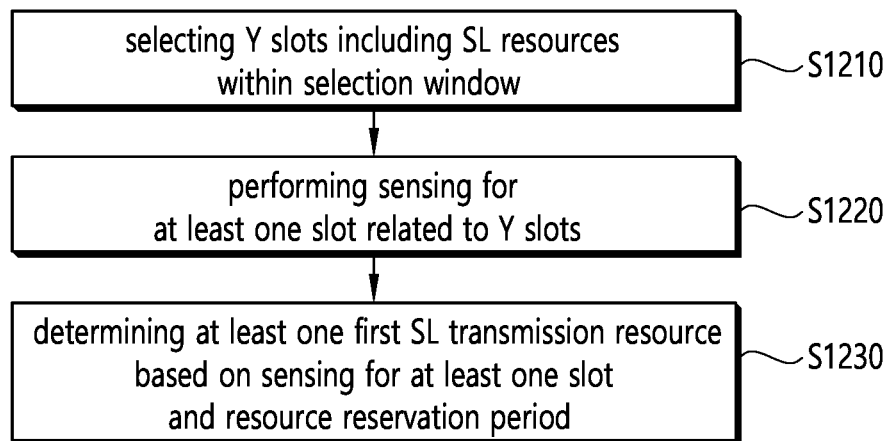 selecting Y slots including SL resources
within selection window
S1210
performing sensing for
at least one slot related to Y slots
S1220
determining at least one first SL transmission resource
based on sensing for at least one slot
and resource reservation period
S1230